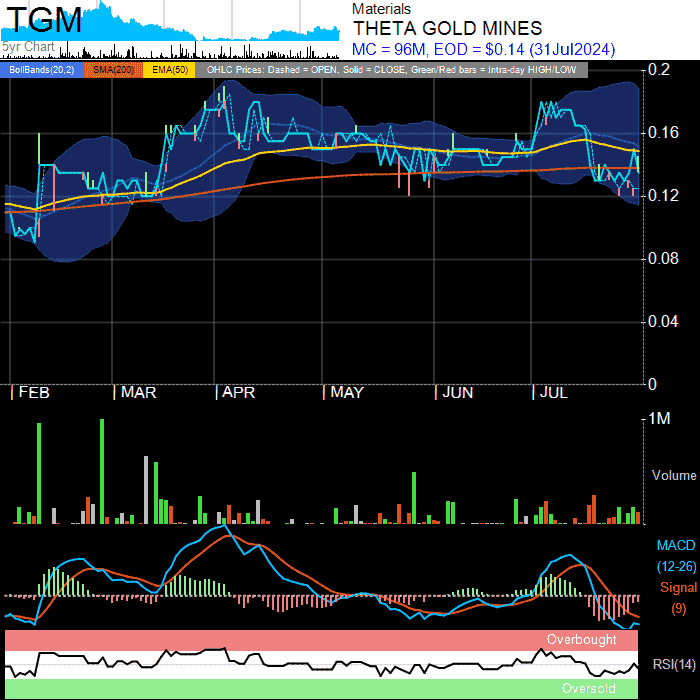 TGM
5yr Chart
Materials
THETA GOLD MINES
MC = 96M, EOD = $0.14 (31Jul2024)
BollBands(20,2) SMA(200) EMA(50) OHLC Prices: Dashed = OPEN, Solid = CLOSE, Green/Red bars = Intra-day HIGH/LOW
0.2
0.16
0.12
0.08
0.04
0
| FEB | MAR | APR | MAY | JUN | JUL
1M
Volume
MACD
(12-26)
Signal
(9)
Overbought
RSI(14)
Oversold